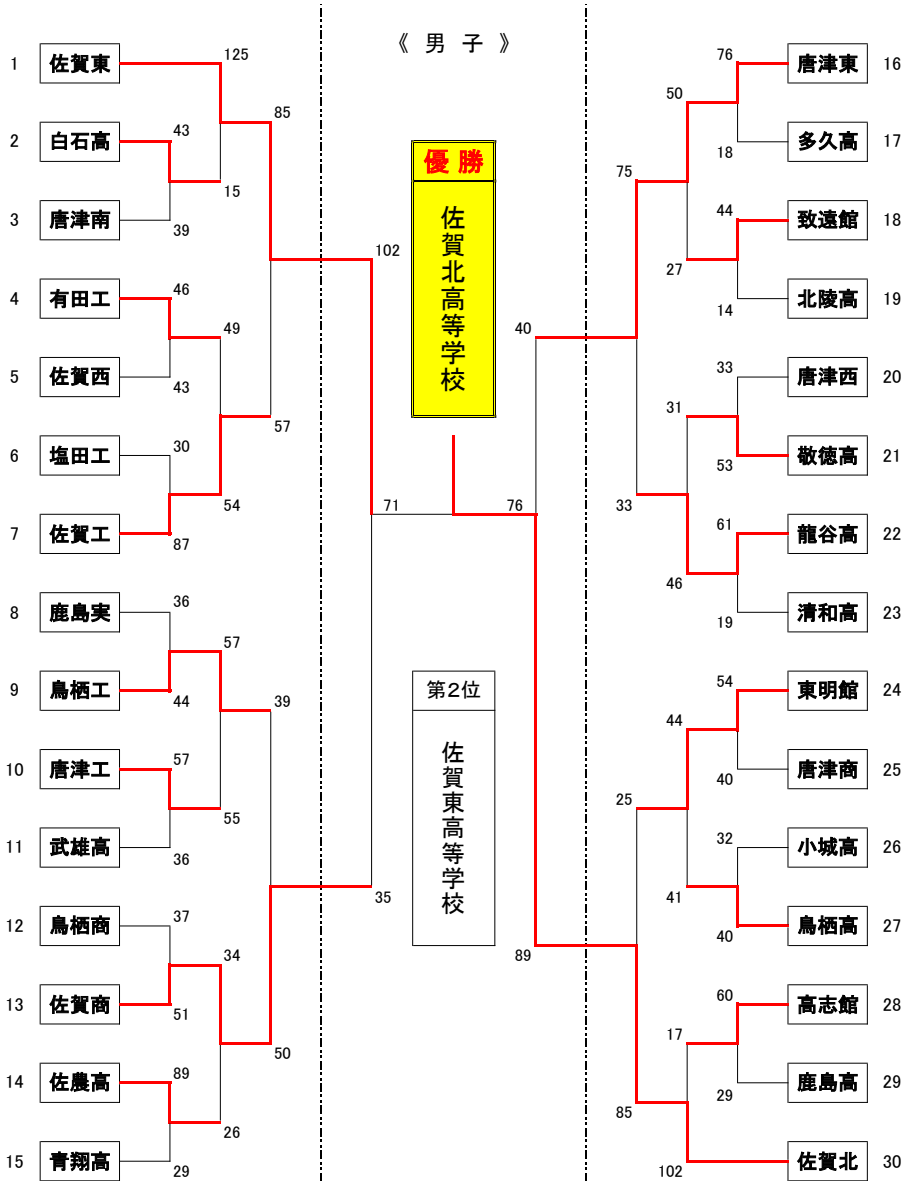 《 男 子 》
1 佐賀東 125
2 白石高 43
85
15
3 唐津南 39
102
4 有田工 46
49
5 佐賀西 43
57
6 塩田工 30
54
7 佐賀工 87
8 鹿島実 36
57
9 鳥栖工 44
39
10 唐津工 57
55
11 武雄高 36
35
12 鳥栖商 37
34
13 佐賀商 51
50
14 佐農高 89
26
15 青翔高 29
優 勝
佐賀北高等学校
71 76
第2位
佐賀東高等学校
76 唐津東 16
50
18 多久高 17
75
44 致遠館 18
27
14 北陵高 19
40
33 唐津西 20
31
53 敬徳高 21
33
61 龍谷高 22
46
19 清和高 23
54 東明館 24
44
40 唐津商 25
25
32 小城高 26
41
40 鳥栖高 27
89
60 高志館 28
17
29 鹿島高 29
85
102 佐賀北 30